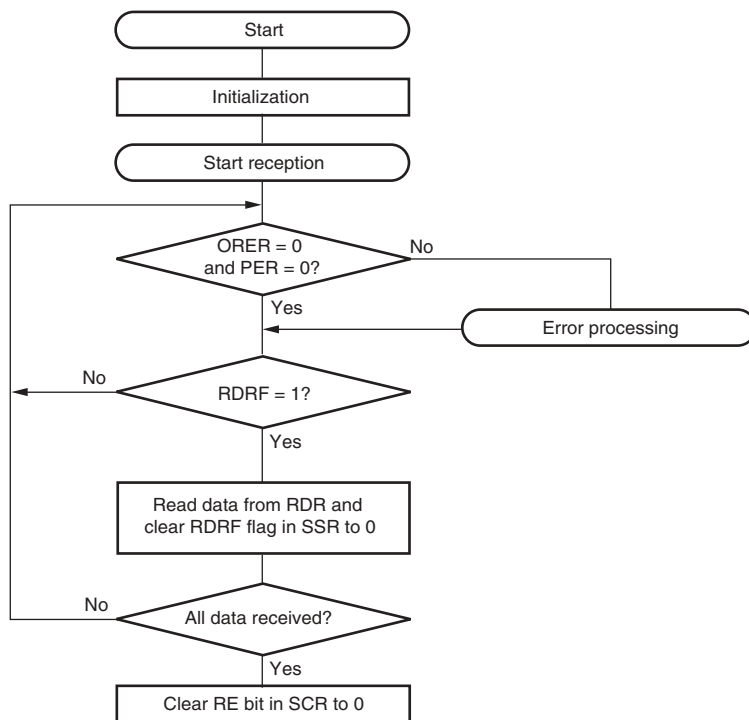 Start
Initialization
Start reception
ORER = 0
and PER = 0?
No
Yes
Error processing
No
RDRF = 1?
Yes
Read data from RDR and
clear RDRF flag in SSR to 0
No
All data received?
Yes
Clear RE bit in SCR to 0